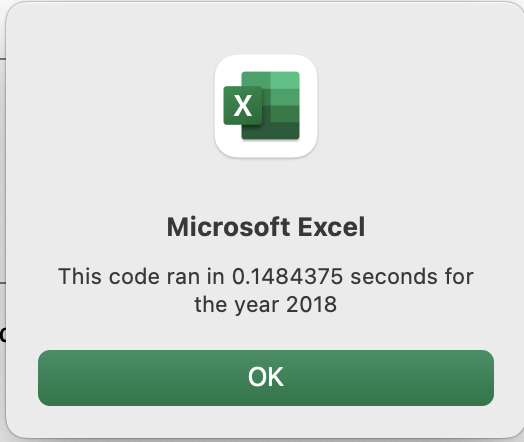 X
Microsoft Excel
This code ran in 0.1484375 seconds for
the year 2018
OK